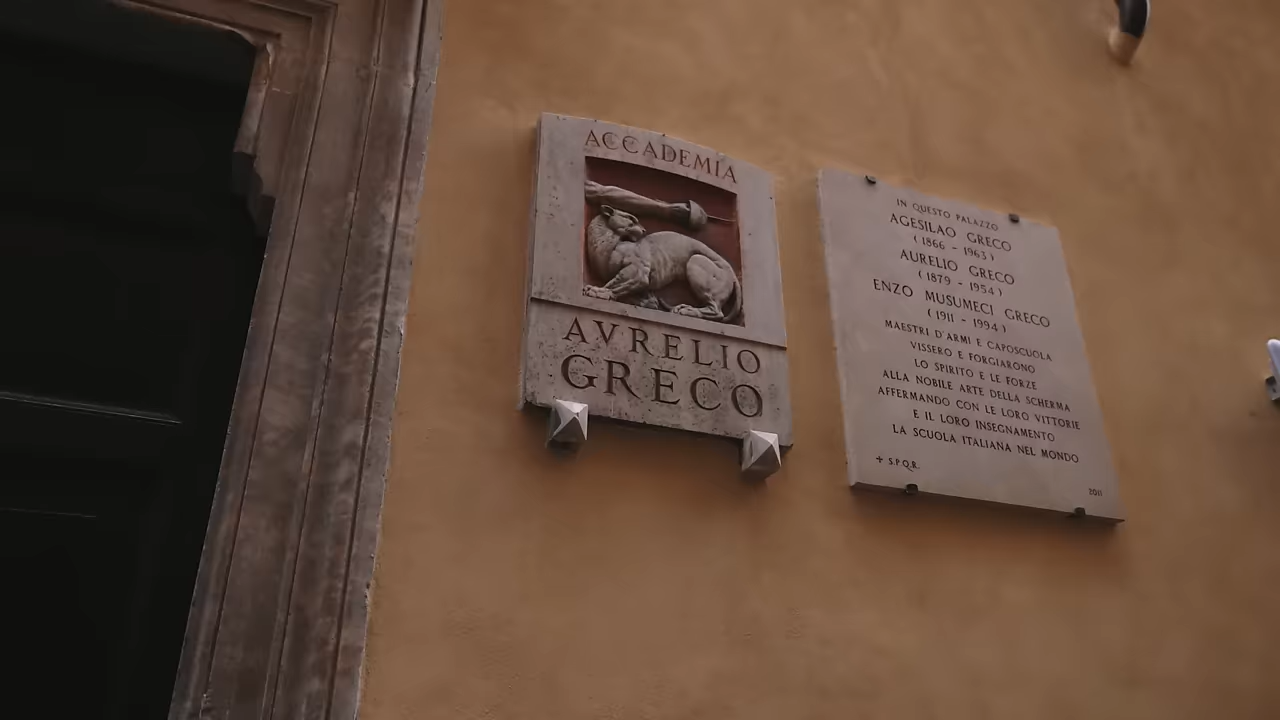 ACCADEMIA
AVRELIO
GRECO
IN QUESTO PALAZZO
AGESILAO GRECO
(1866 - 1963)
AURELIO GRECO
(1879 - 1954)
ENZO MUSUMECI GRECO
(1911 - 1994)
MAESTRI D'ARMI E CAPOSCUOLA
VISSERO E FORGIARONO
LO SPIRITO E LE FORZE
ALLA NOBILE ARTE DELLA SCHERMA
AFFERMANDO CON LE LORO VITTORIE
E IL LORO INSEGNAMENTO
LA SCUOLA ITALIANA NEL MONDO
+ S.P.Q.R.
2011